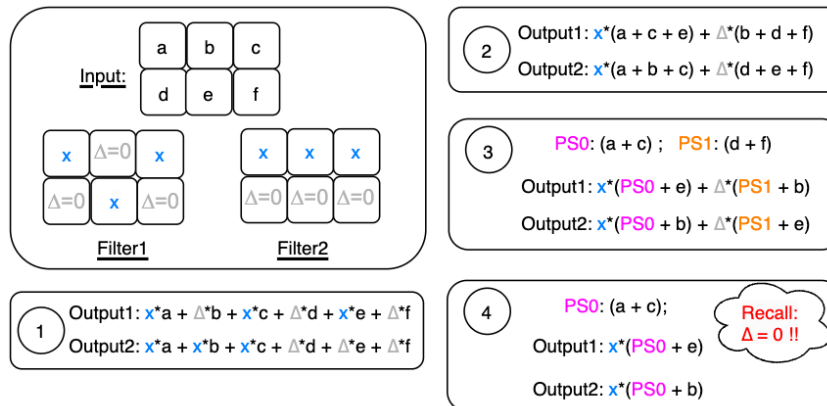 a b c
Input:
d e f
x Δ=0 x
Δ=0 x Δ=0
Filter1
x x x
Δ=0 Δ=0 Δ=0
Filter2
1
Output1: x*a + Δ*b + x*c + Δ*d + x*e + Δ*f
Output2: x*a + x*b + x*c + Δ*d + Δ*e + Δ*f
2
Output1: x*(a + c + e) + Δ*(b + d + f)
Output2: x*(a + b + c) + Δ*(d + e + f)
3
PS0: (a + c) ; PS1: (d + f)
Output1: x*(PS0 + e) + Δ*(PS1 + b)
Output2: x*(PS0 + b) + Δ*(PS1 + e)
4
PS0: (a + c);
Output1: x*(PS0 + e)
Output2: x*(PS0 + b)
Recall:
Δ = 0 !!